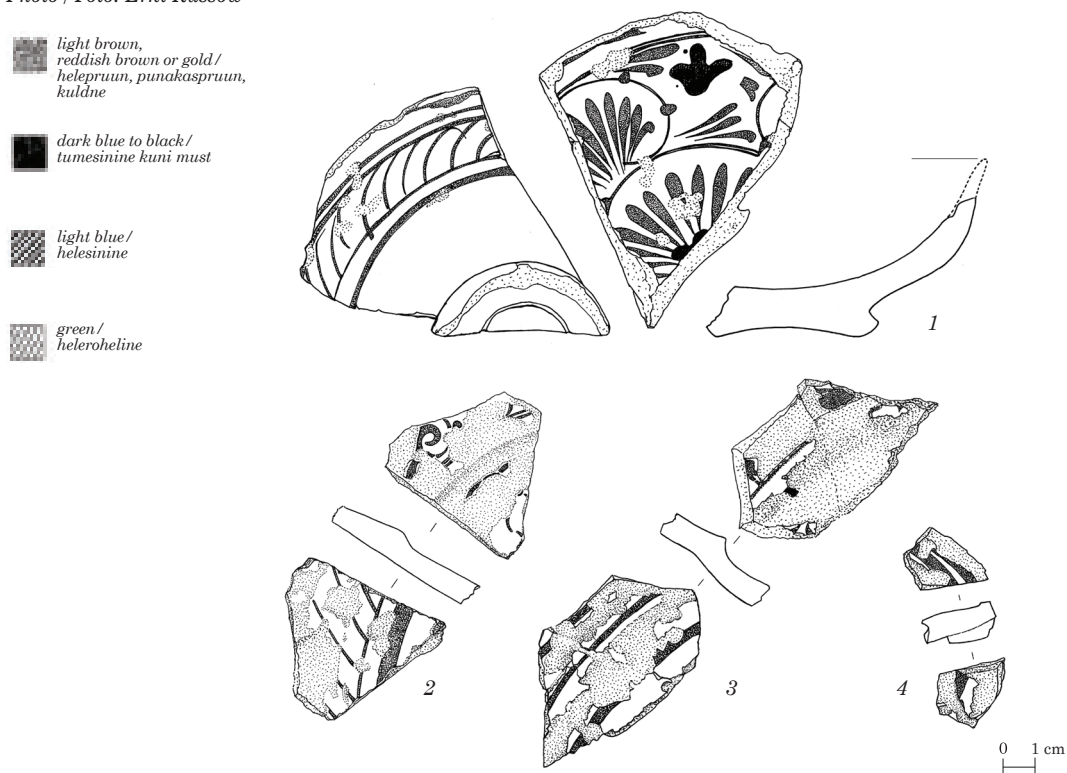 Photo / Foto: Erki Russow
light brown,
reddish brown or gold /
helepruun, punakaspruun,
kuldne
dark blue to black /
tumesinine kuni must
light blue /
helesinine
green /
heleroheline
1
2
3
4
0 1 cm